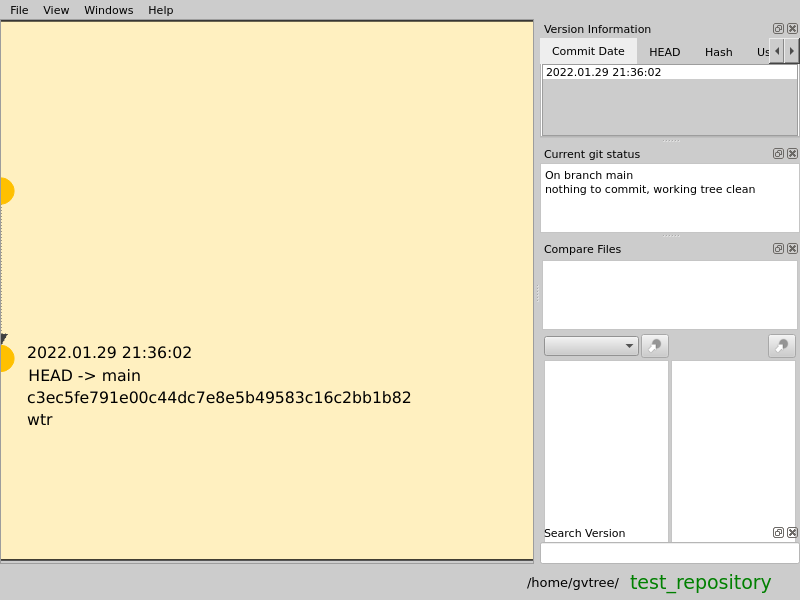 File View Windows Help
Version Information
Commit Date HEAD Hash Us
2022.01.29 21:36:02
Current git status
On branch main
nothing to commit, working tree clean
Compare Files
2022.01.29 21:36:02
HEAD -> main
c3ec5fe791e00c44dc7e8e5b49583c16c2bb1b82
wtr
Search Version
/home/gvtree/ test_repository